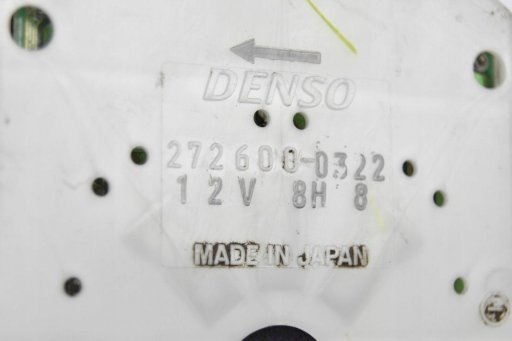 DENSO
272600-0322
12V 8H 8
MADE IN JAPAN